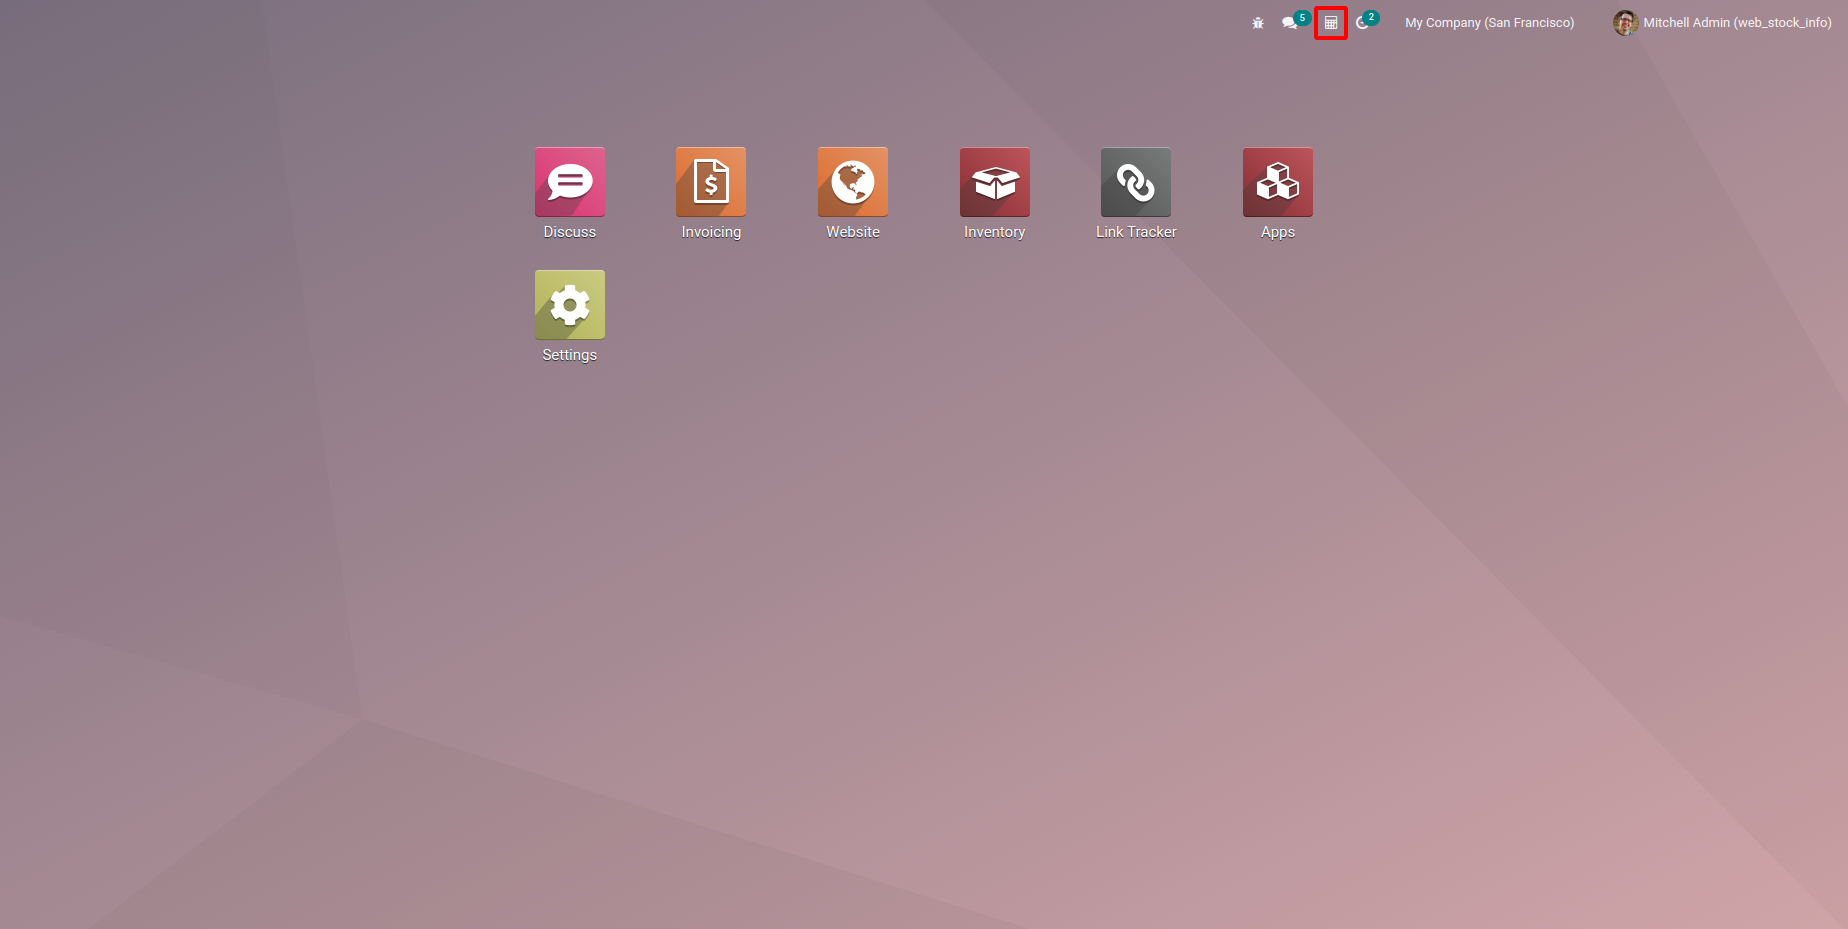 5
2
My Company (San Francisco)
Mitchell Admin (web_stock_info)
Discuss
Invoicing
Website
Inventory
Link Tracker
Apps
Settings